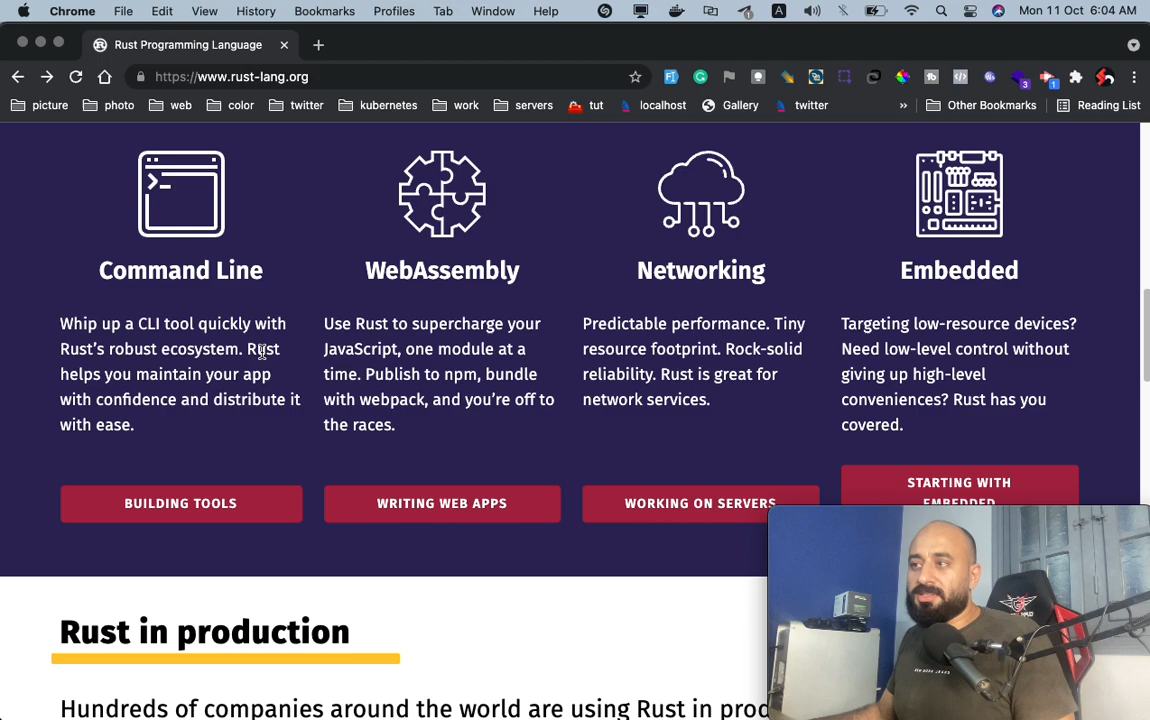 Chrome File Edit View History Bookmarks Profiles Tab Window Help A Mon 11 Oct 6:04 AM
Rust Programming Language
https://www.rust-lang.org
picture photo web color twitter kubernetes work servers tut localhost Gallery twitter » Other Bookmarks Reading List
Command Line
Whip up a CLI tool quickly with
Rust’s robust ecosystem. Rust
helps you maintain your app
with confidence and distribute it
with ease.
BUILDING TOOLS
WebAssembly
Use Rust to supercharge your
JavaScript, one module at a
time. Publish to npm, bundle
with webpack, and you’re off to
the races.
WRITING WEB APPS
Networking
Predictable performance. Tiny
resource footprint. Rock-solid
reliability. Rust is great for
network services.
WORKING ON SERVERS
Embedded
Targeting low-resource devices?
Need low-level control without
giving up high-level
conveniences? Rust has you
covered.
STARTING WITH
EMBEDDED
Rust in production
Hundreds of companies around the world are using Rust in